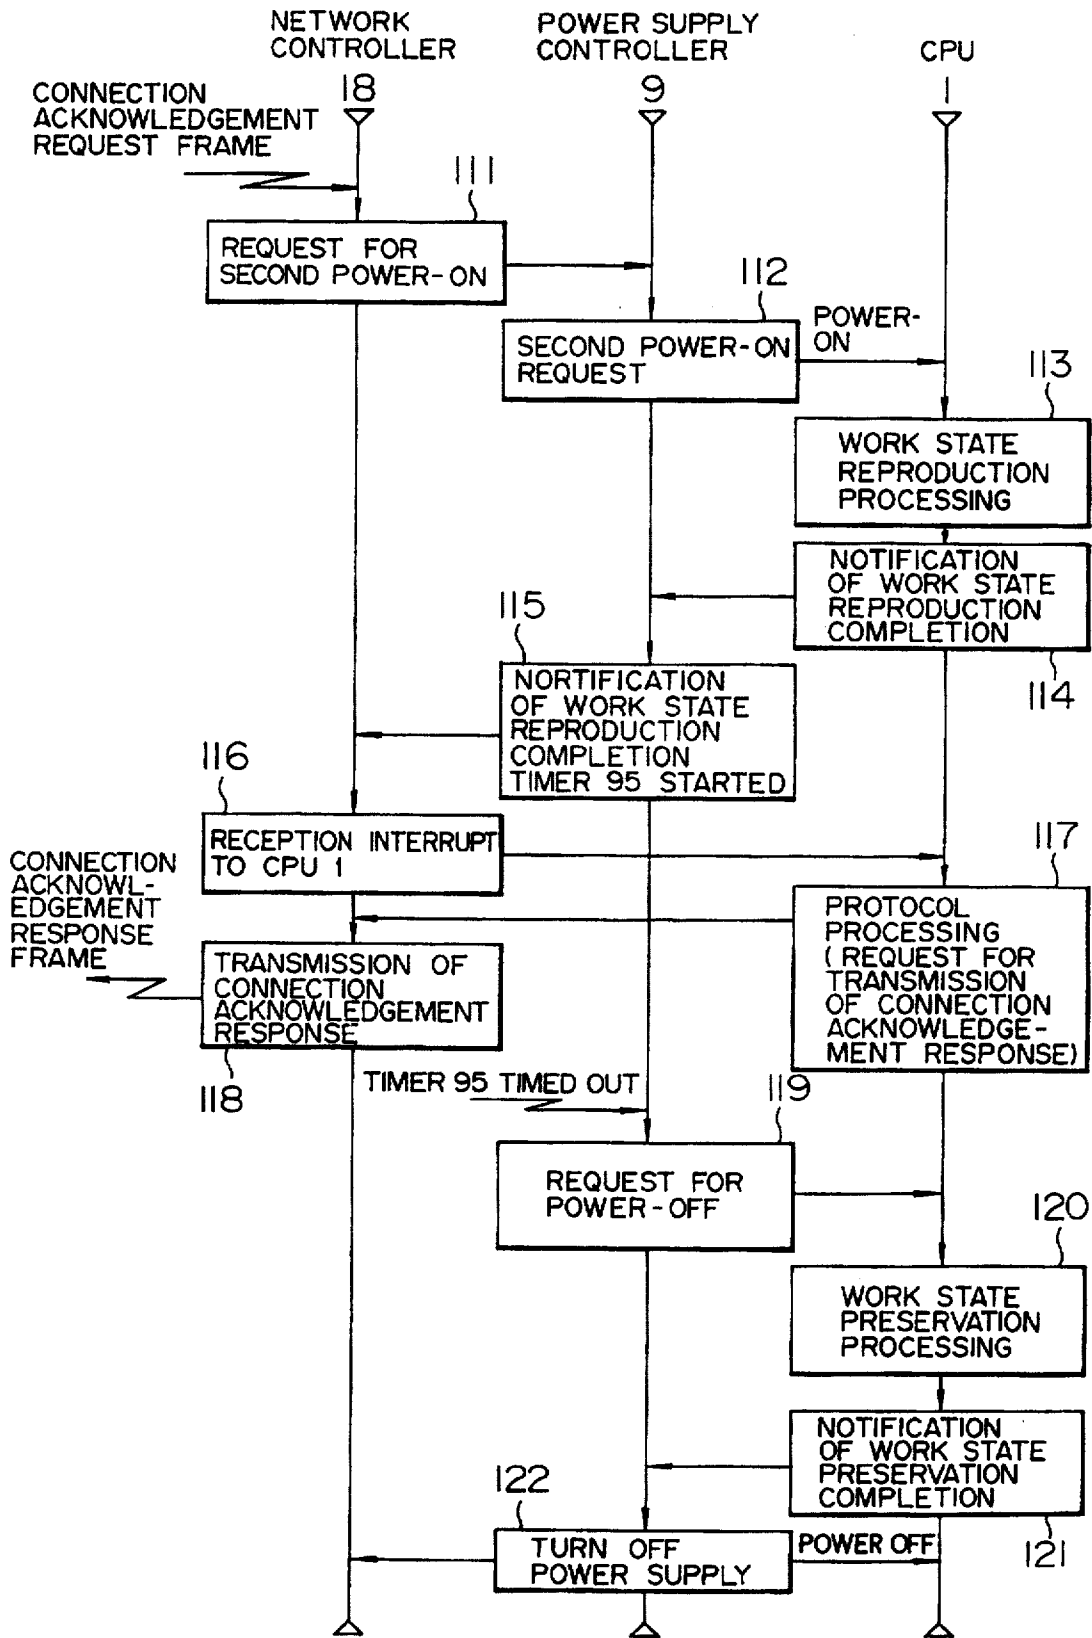 NETWORK
CONTROLLER
18
POWER SUPPLY
CONTROLLER
9
CPU
1
CONNECTION
ACKNOWLEDGEMENT
REQUEST FRAME
111
REQUEST FOR
SECOND POWER-ON
112
SECOND POWER-ON
REQUEST
POWER-
ON
113
WORK STATE
REPRODUCTION
PROCESSING
NOTIFICATION
OF WORK STATE
REPRODUCTION
COMPLETION
114
115
NORTIFICATION
OF WORK STATE
REPRODUCTION
COMPLETION
TIMER 95 STARTED
116
RECEPTION INTERRUPT
TO CPU 1
117
PROTOCOL
PROCESSING
(REQUEST FOR
TRANSMISSION
OF CONNECTION
ACKNOWLEDGE-
MENT RESPONSE)
CONNECTION
ACKNOWL-
EDGEMENT
RESPONSE
FRAME
TRANSMISSION OF
CONNECTION
ACKNOWLEDGEMENT
RESPONSE
118
TIMER 95 TIMED OUT
119
REQUEST FOR
POWER-OFF
120
WORK STATE
PRESERVATION
PROCESSING
NOTIFICATION
OF WORK STATE
PRESERVATION
COMPLETION
121
122
TURN OFF
POWER SUPPLY
POWER OFF